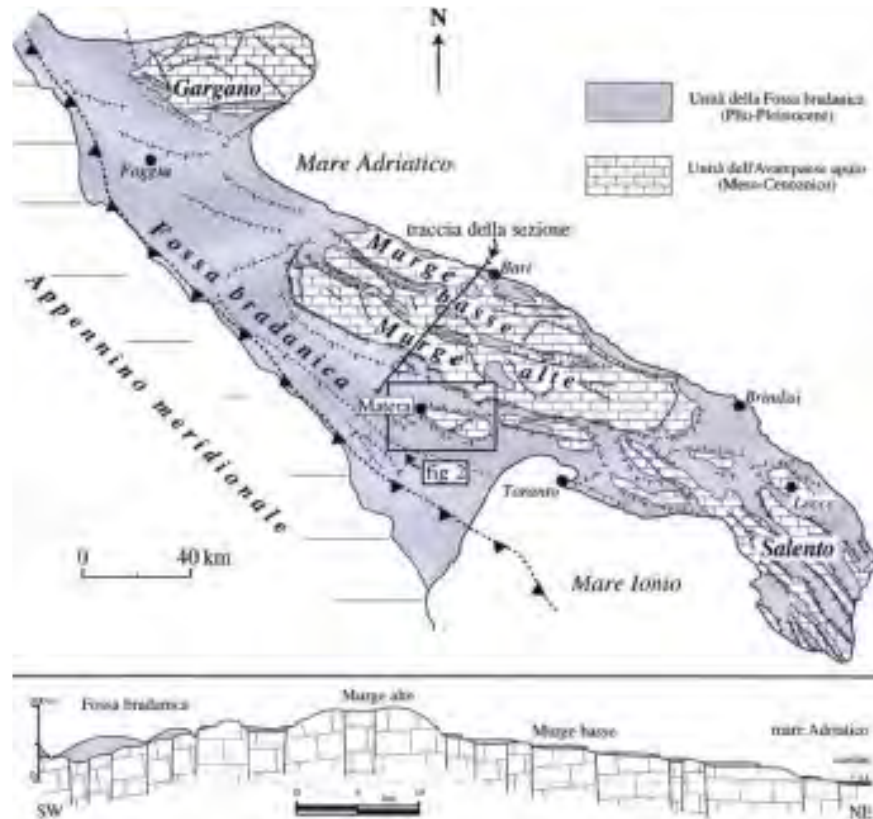 N
Gargano
Unità della Fossa bradanica
(Plio-Pleistocene)
Foggia
Mare Adriatico
Unità dell'Avampaese apulo
(Meso-Cenozoico)
traccia della sezione
Bari
Murge basse
Fossa bradanica
Murge alte
Appennino meridionale
Brindisi
Matera
fig 2
Taranto
Lecce
Salento
0 40 km
Mare Ionio
Fossa bradanica
Murge alte
Murge basse
mare Adriatico
SW
km
NE